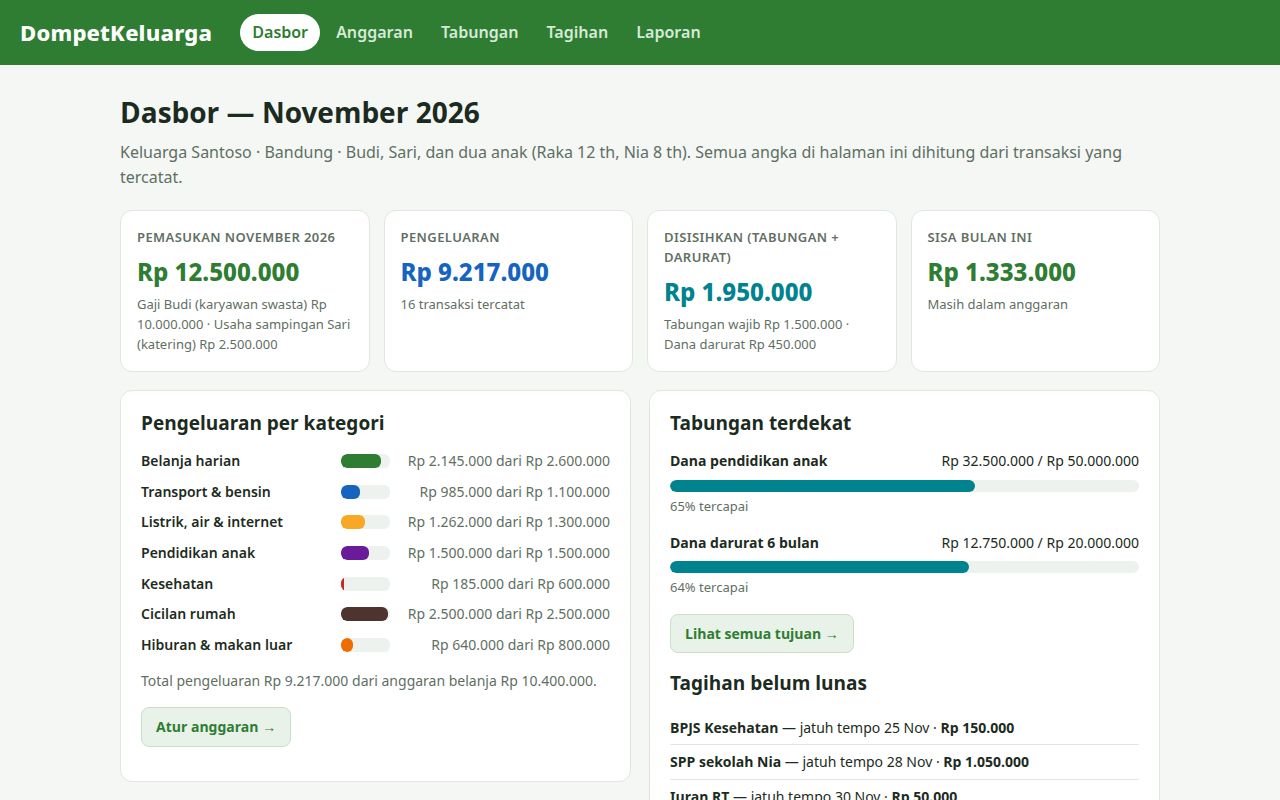 DompetKeluarga
Dasbor
Anggaran
Tabungan
Tagihan
Laporan
Dasbor — November 2026
Keluarga Santoso · Bandung · Budi, Sari, dan dua anak (Raka 12 th, Nia 8 th). Semua angka di halaman ini dihitung dari transaksi yang
tercatat.
PEMASUKAN NOVEMBER 2026
Rp 12.500.000
Gaji Budi (karyawan swasta) Rp
10.000.000 · Usaha sampingan Sari
(katering) Rp 2.500.000
PENGELUARAN
Rp 9.217.000
16 transaksi tercatat
DISISIHKAN (TABUNGAN +
DARURAT)
Rp 1.950.000
Tabungan wajib Rp 1.500.000 ·
Dana darurat Rp 450.000
SISA BULAN INI
Rp 1.333.000
Masih dalam anggaran
Pengeluaran per kategori
Belanja harian Rp 2.145.000 dari Rp 2.600.000
Transport & bensin Rp 985.000 dari Rp 1.100.000
Listrik, air & internet Rp 1.262.000 dari Rp 1.300.000
Pendidikan anak Rp 1.500.000 dari Rp 1.500.000
Kesehatan Rp 185.000 dari Rp 600.000
Cicilan rumah Rp 2.500.000 dari Rp 2.500.000
Hiburan & makan luar Rp 640.000 dari Rp 800.000
Total pengeluaran Rp 9.217.000 dari anggaran belanja Rp 10.400.000.
Atur anggaran →
Tabungan terdekat
Dana pendidikan anak Rp 32.500.000 / Rp 50.000.000
65% tercapai
Dana darurat 6 bulan Rp 12.750.000 / Rp 20.000.000
64% tercapai
Lihat semua tujuan →
Tagihan belum lunas
BPJS Kesehatan — jatuh tempo 25 Nov · Rp 150.000
SPP sekolah Nia — jatuh tempo 28 Nov · Rp 1.050.000
Iuran RT — jatuh tempo 30 Nov · Rp 50.000